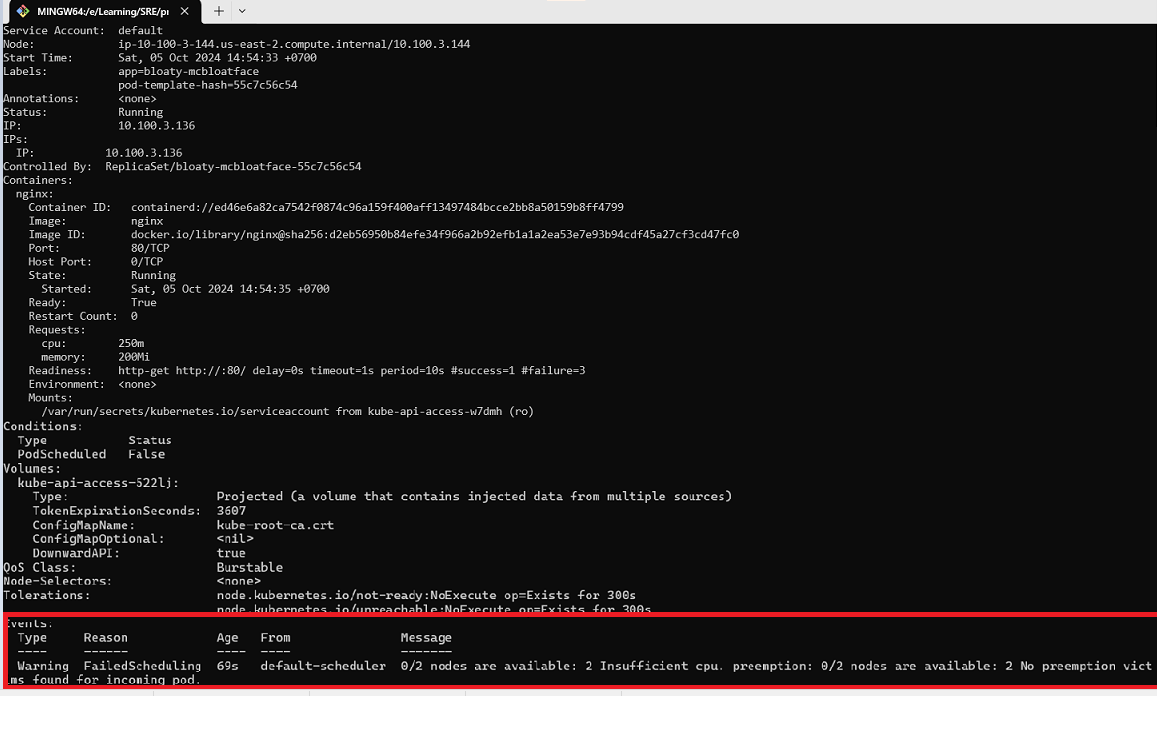 MINGW64:/e/Learning/SRE/pr
Service Account:  default
Node:             ip-10-100-3-144.us-east-2.compute.internal/10.100.3.144
Start Time:       Sat, 05 Oct 2024 14:54:33 +0700
Labels:           app=bloaty-mcbloatface
                  pod-template-hash=55c7c56c54
Annotations:      <none>
Status:           Running
IP:               10.100.3.136
IPs:
  IP:           10.100.3.136
Controlled By:  ReplicaSet/bloaty-mcbloatface-55c7c56c54
Containers:
  nginx:
    Container ID:   containerd://ed46e6a82ca7542f0874c96a159f400aff13497484bcce2bb8a50159b8ff4799
    Image:          nginx
    Image ID:       docker.io/library/nginx@sha256:d2eb56950b84efe34f966a2b92efb1a1a2ea53e7e93b94cdf45a27cf3cd47fc0
    Port:           80/TCP
    Host Port:      0/TCP
    State:          Running
      Started:      Sat, 05 Oct 2024 14:54:35 +0700
    Ready:          True
    Restart Count:  0
    Requests:
      cpu:        250m
      memory:     200Mi
    Readiness:    http-get http://:80/ delay=0s timeout=1s period=10s #success=1 #failure=3
    Environment:  <none>
    Mounts:
      /var/run/secrets/kubernetes.io/serviceaccount from kube-api-access-w7dmh (ro)
Conditions:
  Type           Status
  PodScheduled   False
Volumes:
  kube-api-access-522lj:
    Type:                    Projected (a volume that contains injected data from multiple sources)
    TokenExpirationSeconds:  3607
    ConfigMapName:           kube-root-ca.crt
    ConfigMapOptional:       <nil>
    DownwardAPI:             true
QoS Class:                   Burstable
Node-Selectors:              <none>
Tolerations:                 node.kubernetes.io/not-ready:NoExecute op=Exists for 300s
                             node.kubernetes.io/unreachable:NoExecute op=Exists for 300s
Events:
  Type     Reason            Age   From               Message
  ----     ------            ----  ----               -------
  Warning  FailedScheduling  69s   default-scheduler  0/2 nodes are available: 2 Insufficient cpu. preemption: 0/2 nodes are available: 2 No preemption vict
ims found for incoming pod.